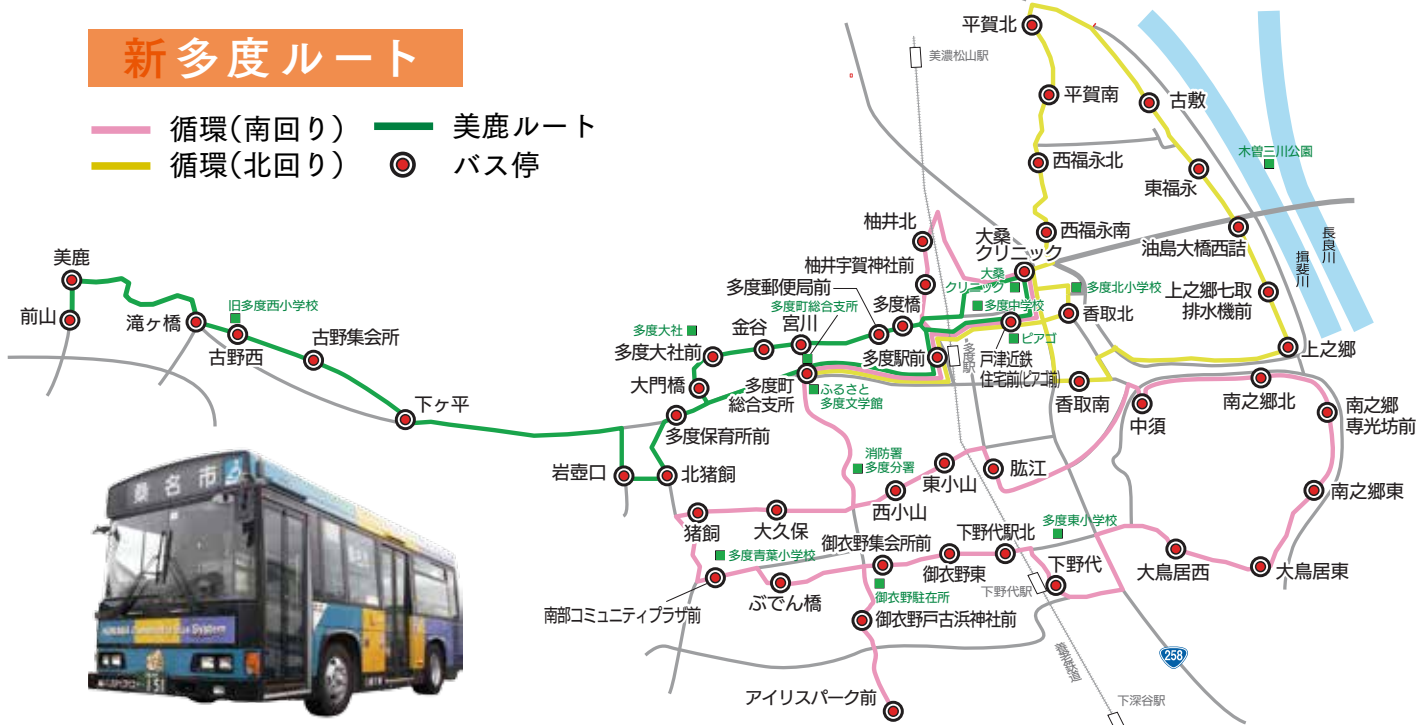 新多度ルート
循環(南回り)
美鹿ルート
循環(北回り)
バス停
平賀北
美濃松山駅
平賀南
古敷
西福永北
木曽三川公園
東福永
柚井北
西福永南
大桑
クリニック
油島大橋西詰
長良川
揖斐川
美鹿
柚井宇賀神社前
大桑
クリニック
多度北小学校
上之郷七取
排水機前
前山
旧多度西小学校
滝ヶ橋
多度郵便局前
多度町総合支所
多度橋
多度中学校
香取北
古野西
古野集会所
多度大社
金谷
宮川
ピアゴ
上之郷
多度大社前
多度駅前
多度駅
戸津近鉄
住宅前(ピアゴ前)
大門橋
多度町
総合支所
ふるさと
多度文学館
香取南
中須
南之郷北
南之郷
専光坊前
下ヶ平
多度保育所前
消防署
多度分署
岩壺口
北猪飼
東小山
肱江
南之郷東
猪飼
大久保
西小山
多度青葉小学校
御衣野集会所前
下野代駅北
多度東小学校
御衣野東
下野代
大鳥居西
大鳥居東
南部コミュニティプラザ前
ぶでん橋
御衣野駐在所
下野代駅
御衣野戸古浜神社前
養老鉄道
258
アイリスパーク前
下深谷駅
桑名市
151